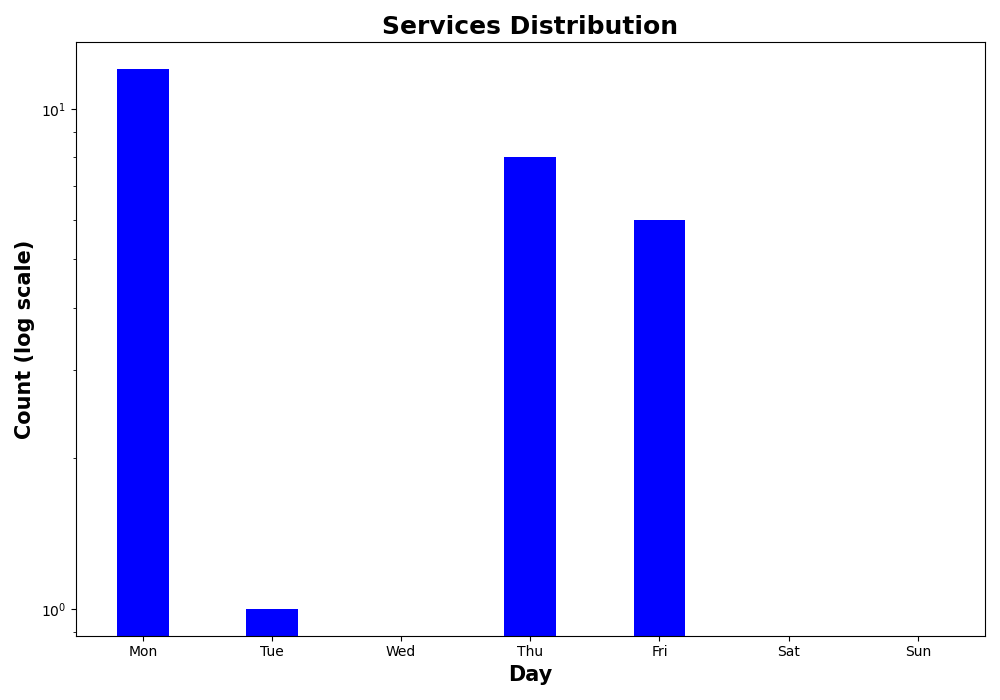 Services Distribution
Count (log scale)
10¹
10⁰
Mon Tue Wed Thu Fri Sat Sun
Day